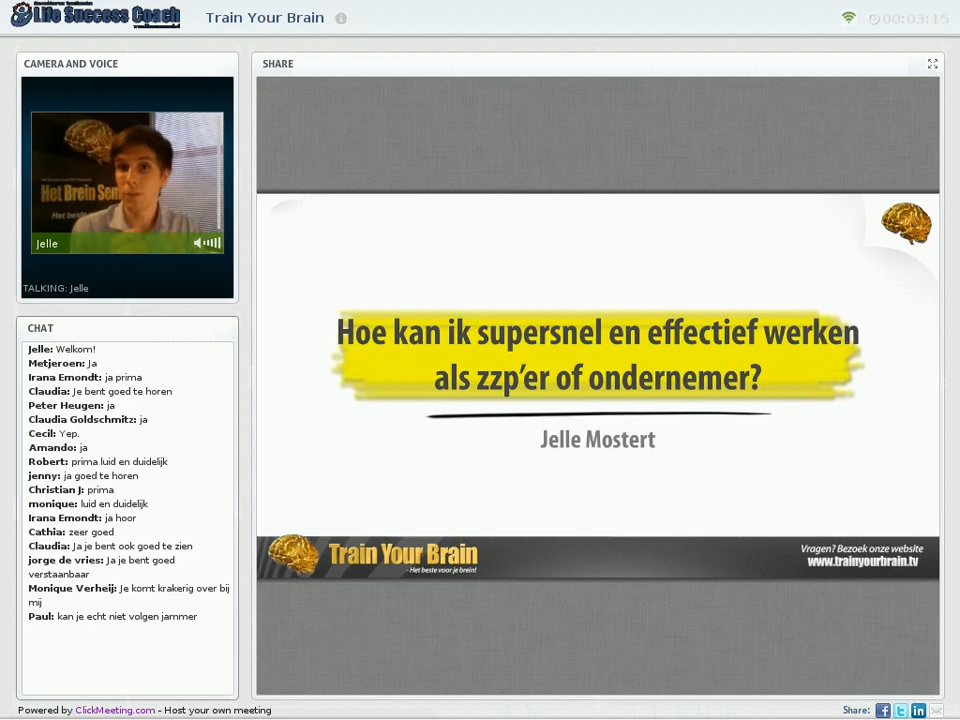 Life Success Coach
Train Your Brain
00:03:15
CAMERA AND VOICE
SHARE
Het Brein Sem
Het beste
Jelle
TALKING: Jelle
Hoe kan ik supersnel en effectief werken
als zzp'er of ondernemer?
Jelle Mostert
Train Your Brain
- Het beste voor je brein!
Vragen? Bezoek onze website
www.trainyourbrain.tv
CHAT
Jelle: Welkom!
Metjeroen: Ja
Irana Emondt: ja prima
Claudia: Je bent goed te horen
Peter Heugen: ja
Claudia Goldschmitz: ja
Cecil: Yep.
Amando: ja
Robert: prima luid en duidelijk
jenny: ja goed te horen
Christian J: prima
monique: luid en duidelijk
Irana Emondt: ja hoor
Cathia: zeer goed
Claudia: Ja je bent ook goed te zien
jorge de vries: Ja je bent goed
verstaanbaar
Monique Verheij: Je komt krakerig over bij
mij
Paul: kan je echt niet volgen jammer
Powered by ClickMeeting.com - Host your own meeting
Share: